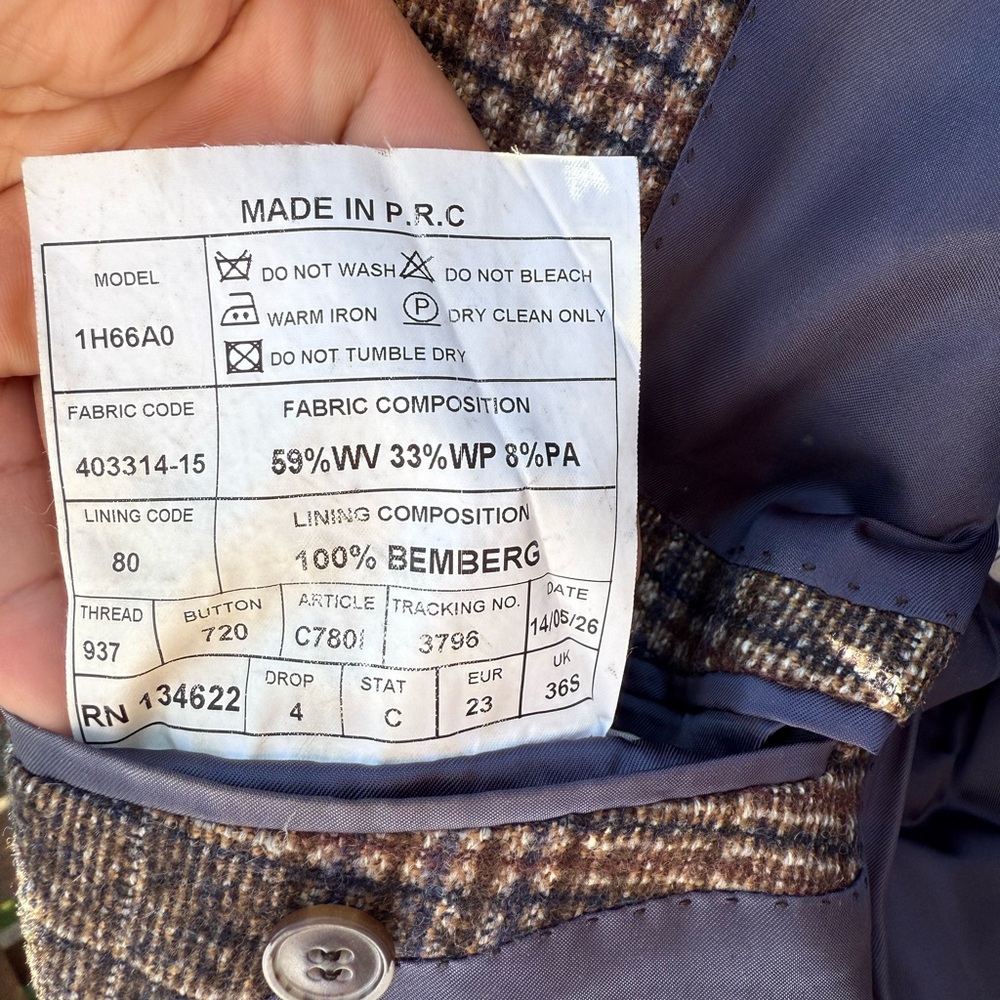 MADE IN P.R.C
MODEL
1H66A0
DO NOT WASH DO NOT BLEACH
WARM IRON P DRY CLEAN ONLY
DO NOT TUMBLE DRY
FABRIC CODE
403314-15
FABRIC COMPOSITION
59%WV 33%WP 8%PA
LINING CODE
80
LINING COMPOSITION
100% BEMBERG
THREAD
937
BUTTON
720
ARTICLE
TRACKING NO.
3796
DATE
14/05/26
RN 134622
DROP
4
STAT
C
EUR
23
UK
36S